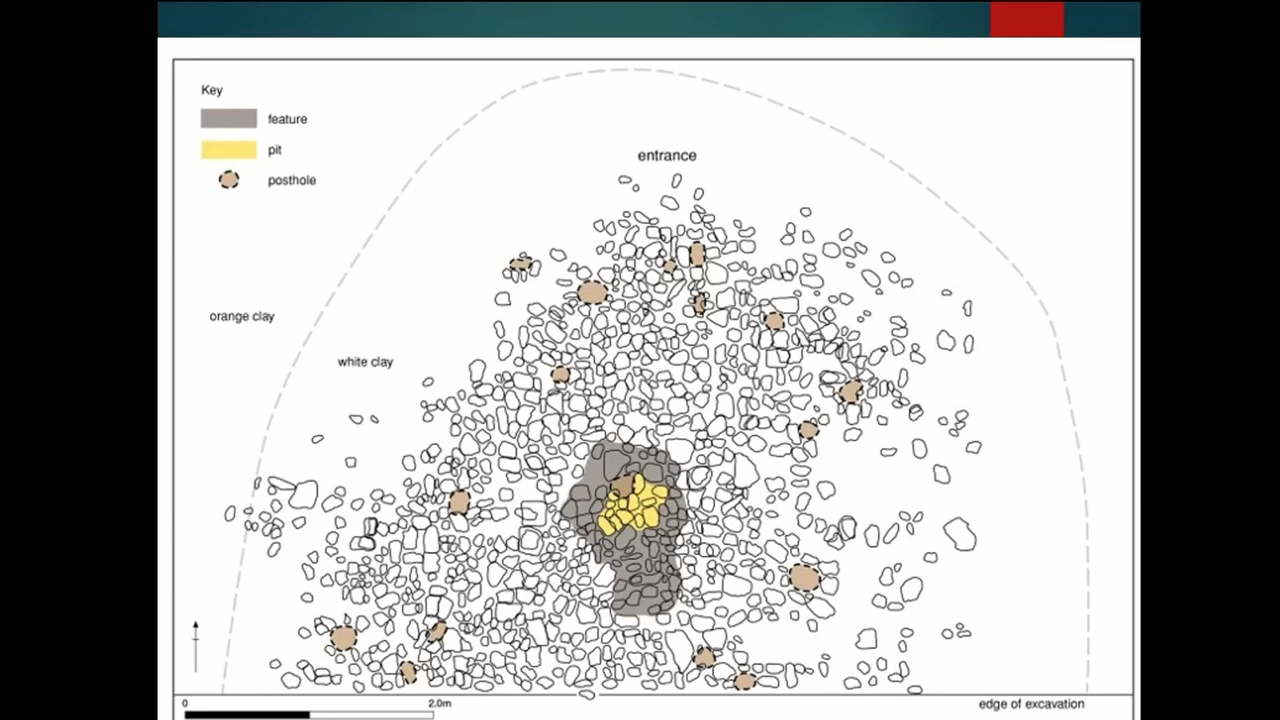 Key
feature
pit
posthole
entrance
orange clay
white clay
0
2.0m
edge of excavation